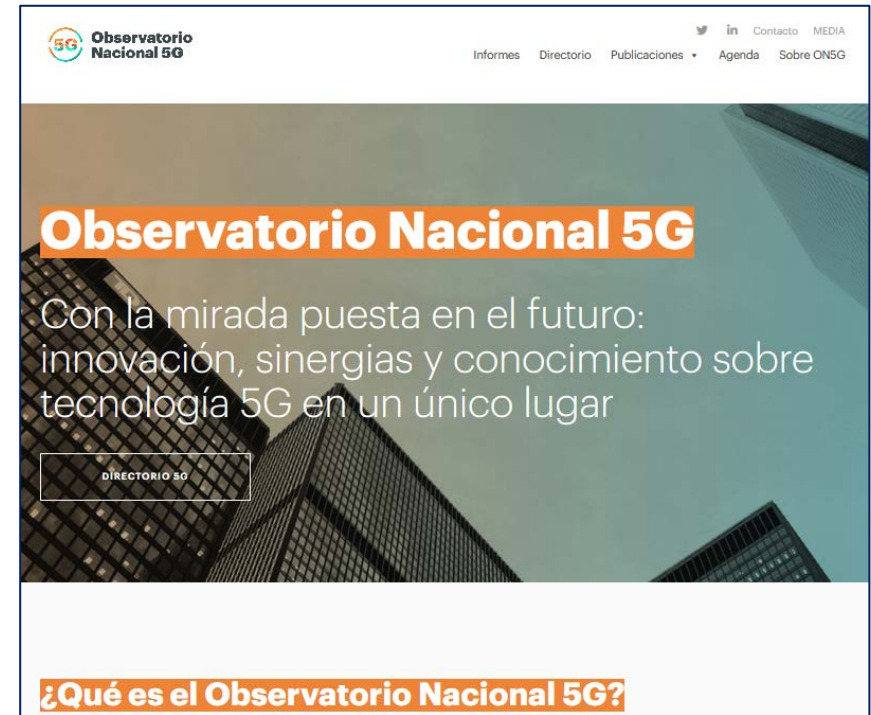 5G
Observatorio
Nacional 5G
in Contacto MEDIA
Informes Directorio Publicaciones Agenda Sobre ON5G
Observatorio Nacional 5G
Con la mirada puesta en el futuro:
innovación, sinergias y conocimiento sobre
tecnología 5G en un único lugar
DIRECTORIO 5G
¿Qué es el Observatorio Nacional 5G?